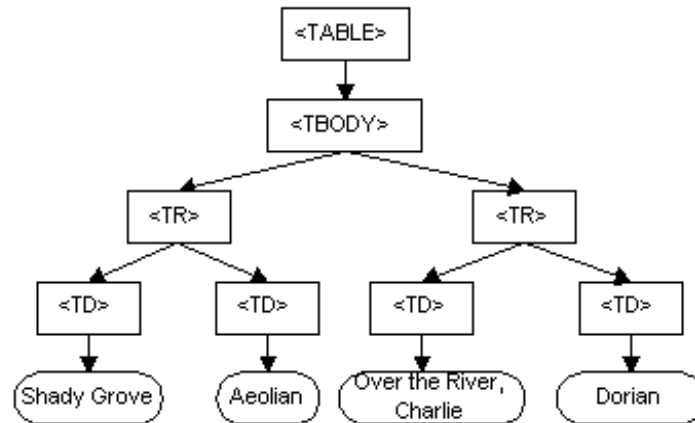 <TABLE>
<TBODY>
<TR>
<TR>
<TD>
<TD>
<TD>
<TD>
Shady Grove
Aeolian
Over the River,
Charlie
Dorian